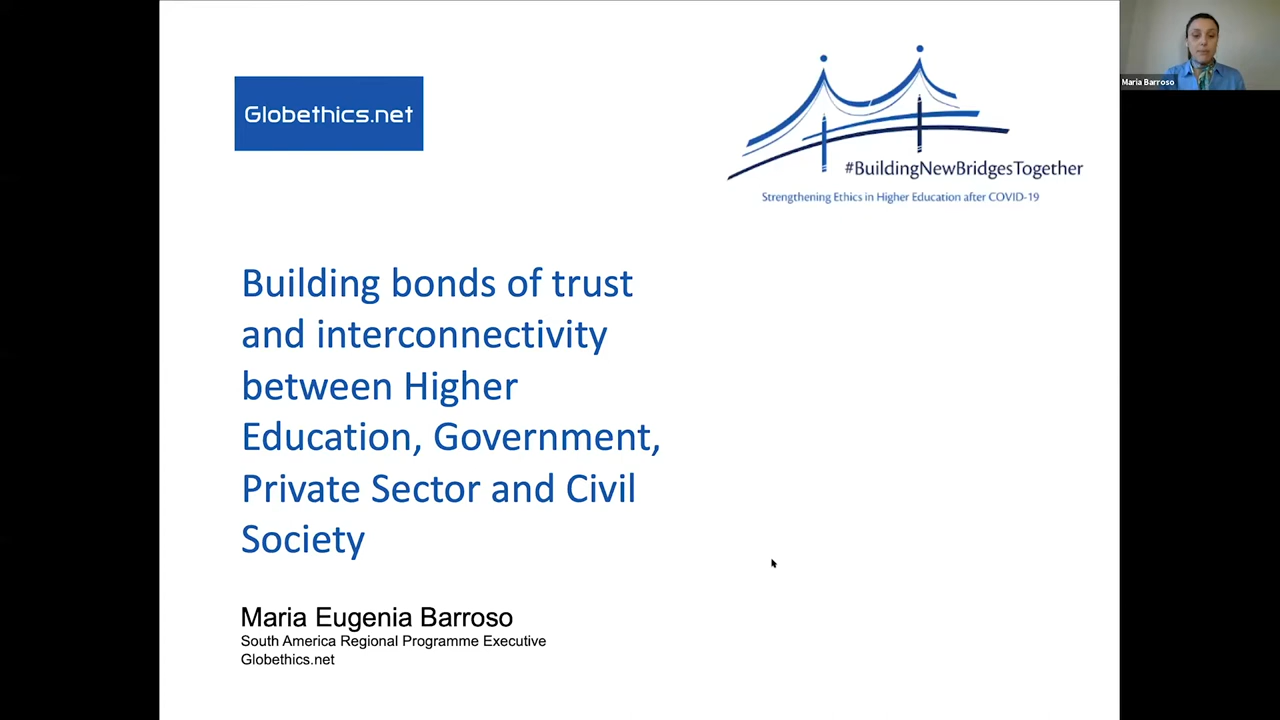 Globethics.net
#BuildingNewBridgesTogether
Strengthening Ethics in Higher Education after COVID-19
Maria Barroso
Building bonds of trust
and interconnectivity
between Higher
Education, Government,
Private Sector and Civil
Society
Maria Eugenia Barroso
South America Regional Programme Executive
Globethics.net